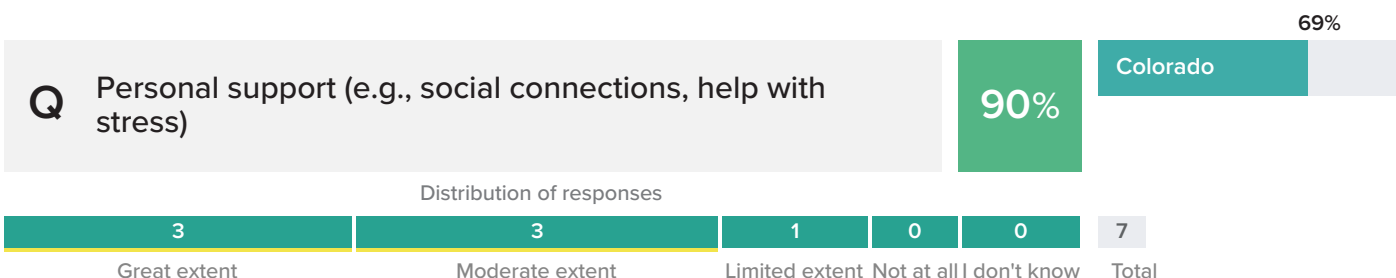 69%
Q Personal support (e.g., social connections, help with
stress)
90%
Colorado
Distribution of responses
3 3 1 0 0 7
Great extent Moderate extent Limited extent Not at all I don't know Total